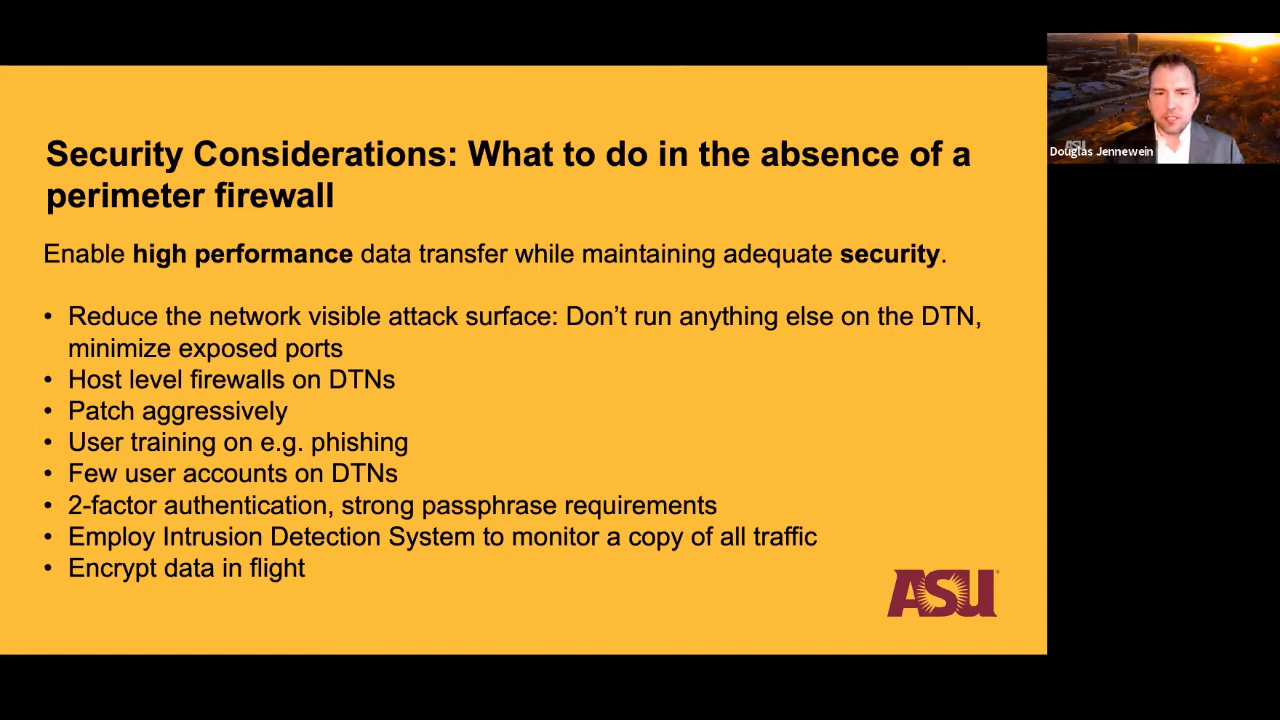 Security Considerations: What to do in the absence of a
perimeter firewall
Enable high performance data transfer while maintaining adequate security.
• Reduce the network visible attack surface: Don’t run anything else on the DTN,
minimize exposed ports
• Host level firewalls on DTNs
• Patch aggressively
• User training on e.g. phishing
• Few user accounts on DTNs
• 2-factor authentication, strong passphrase requirements
• Employ Intrusion Detection System to monitor a copy of all traffic
• Encrypt data in flight
ASU®
ASU
Douglas Jennewein